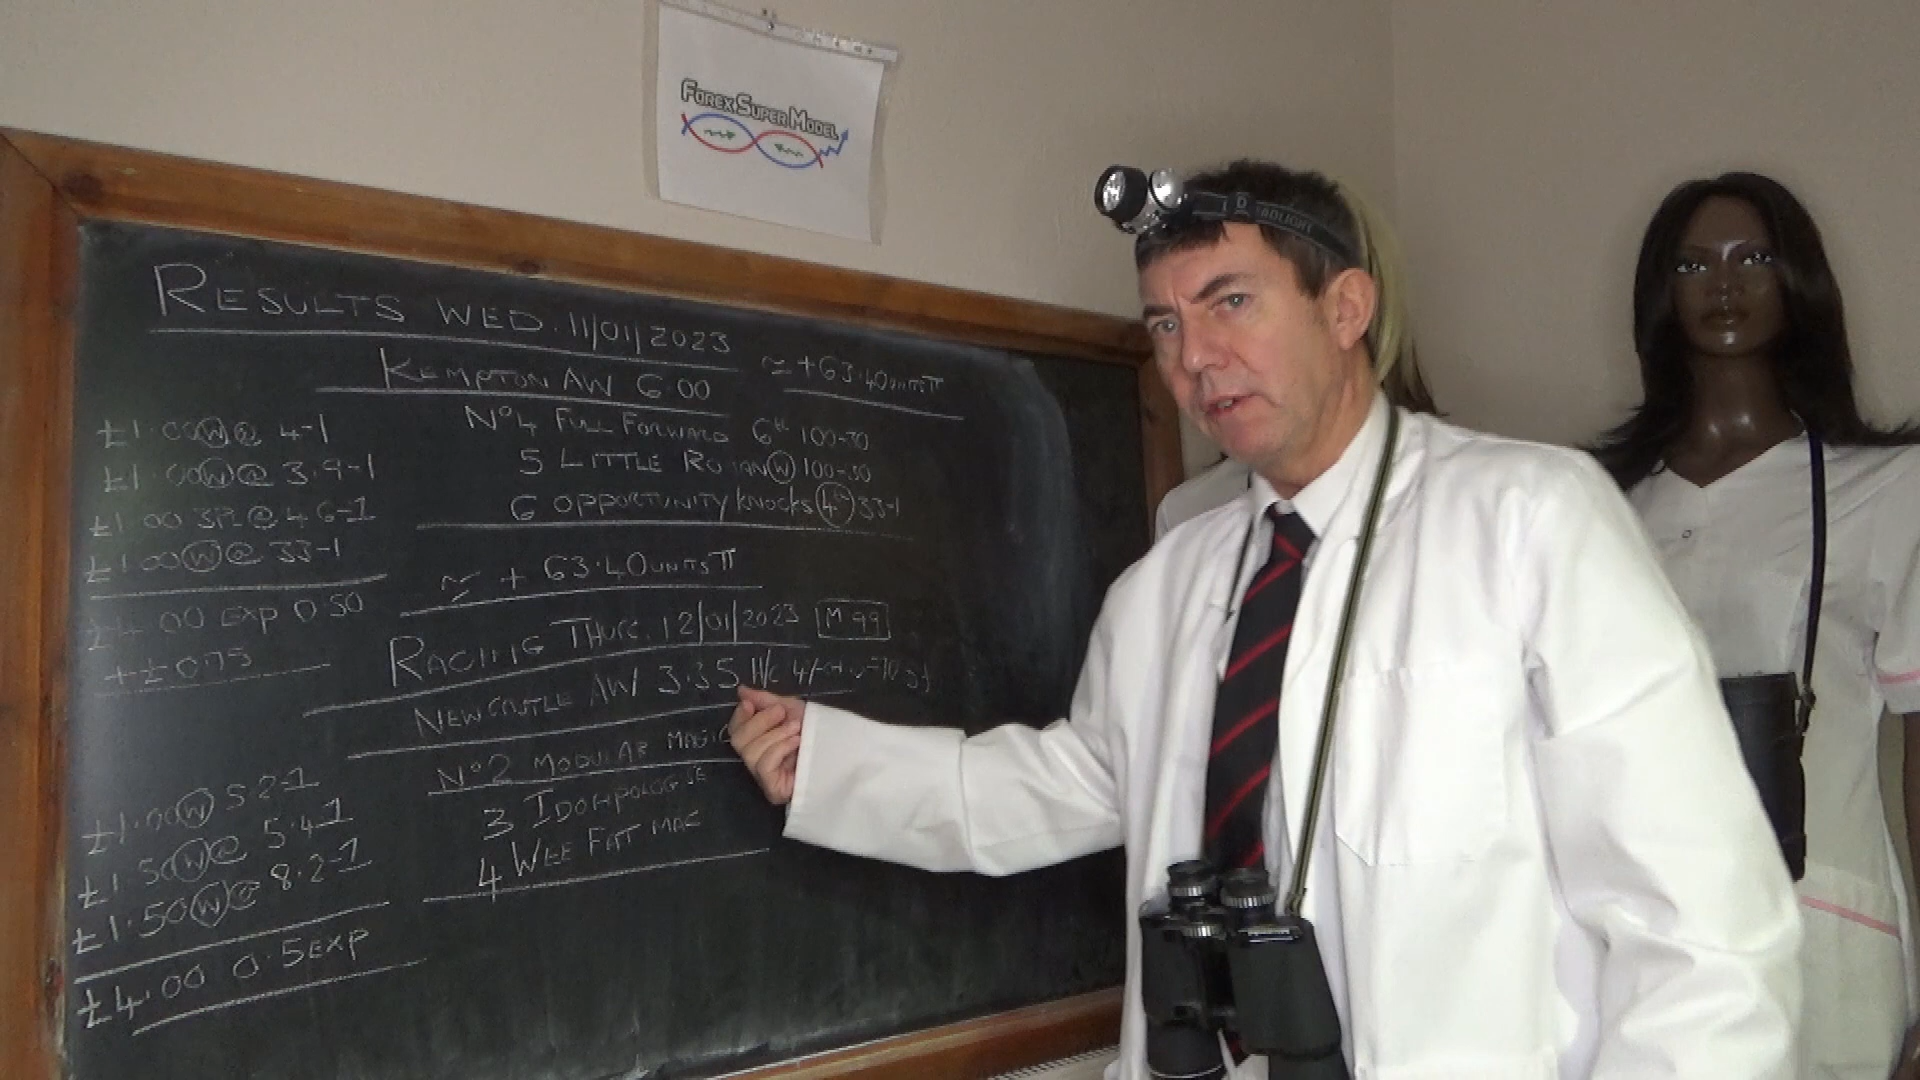 FOREX SUPER MODEL
RESULTS WED. 11/01/2023
KEMPTON AW 6.00
≈ +63.40 UNITS π
£1.00 W @ 4-1
£1.00 W @ 3.9-1
£1.00 3PL @ 4.6-1
£1.00 W @ 33-1
£4.00 EXP 0.50
+£0.75
Nº4 FULL FORWARD 6th 100-30
5 LITTLE W 100-30
6 OPPORTUNITY KNOCKS 4th 33-1
≈ + 63.40 UNITS π
RACING THUR. 12/01/2023 M 99
NEWCASTLE AW 3.35 H/C
Nº2 MODULAR MAGIC
3
4 WEE FAT MAC
£1.00 W 5.2-1
£1.50 W @ 5.4-1
£1.50 W @ 8.2-1
£4.00 0.5 EXP